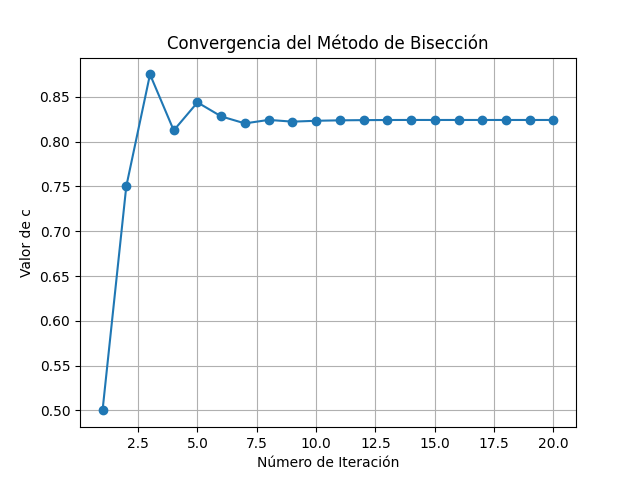 Convergencia del Método de Bisección
Valor de c
0.85
0.80
0.75
0.70
0.65
0.60
0.55
0.50
2.5 5.0 7.5 10.0 12.5 15.0 17.5 20.0
Número de Iteración